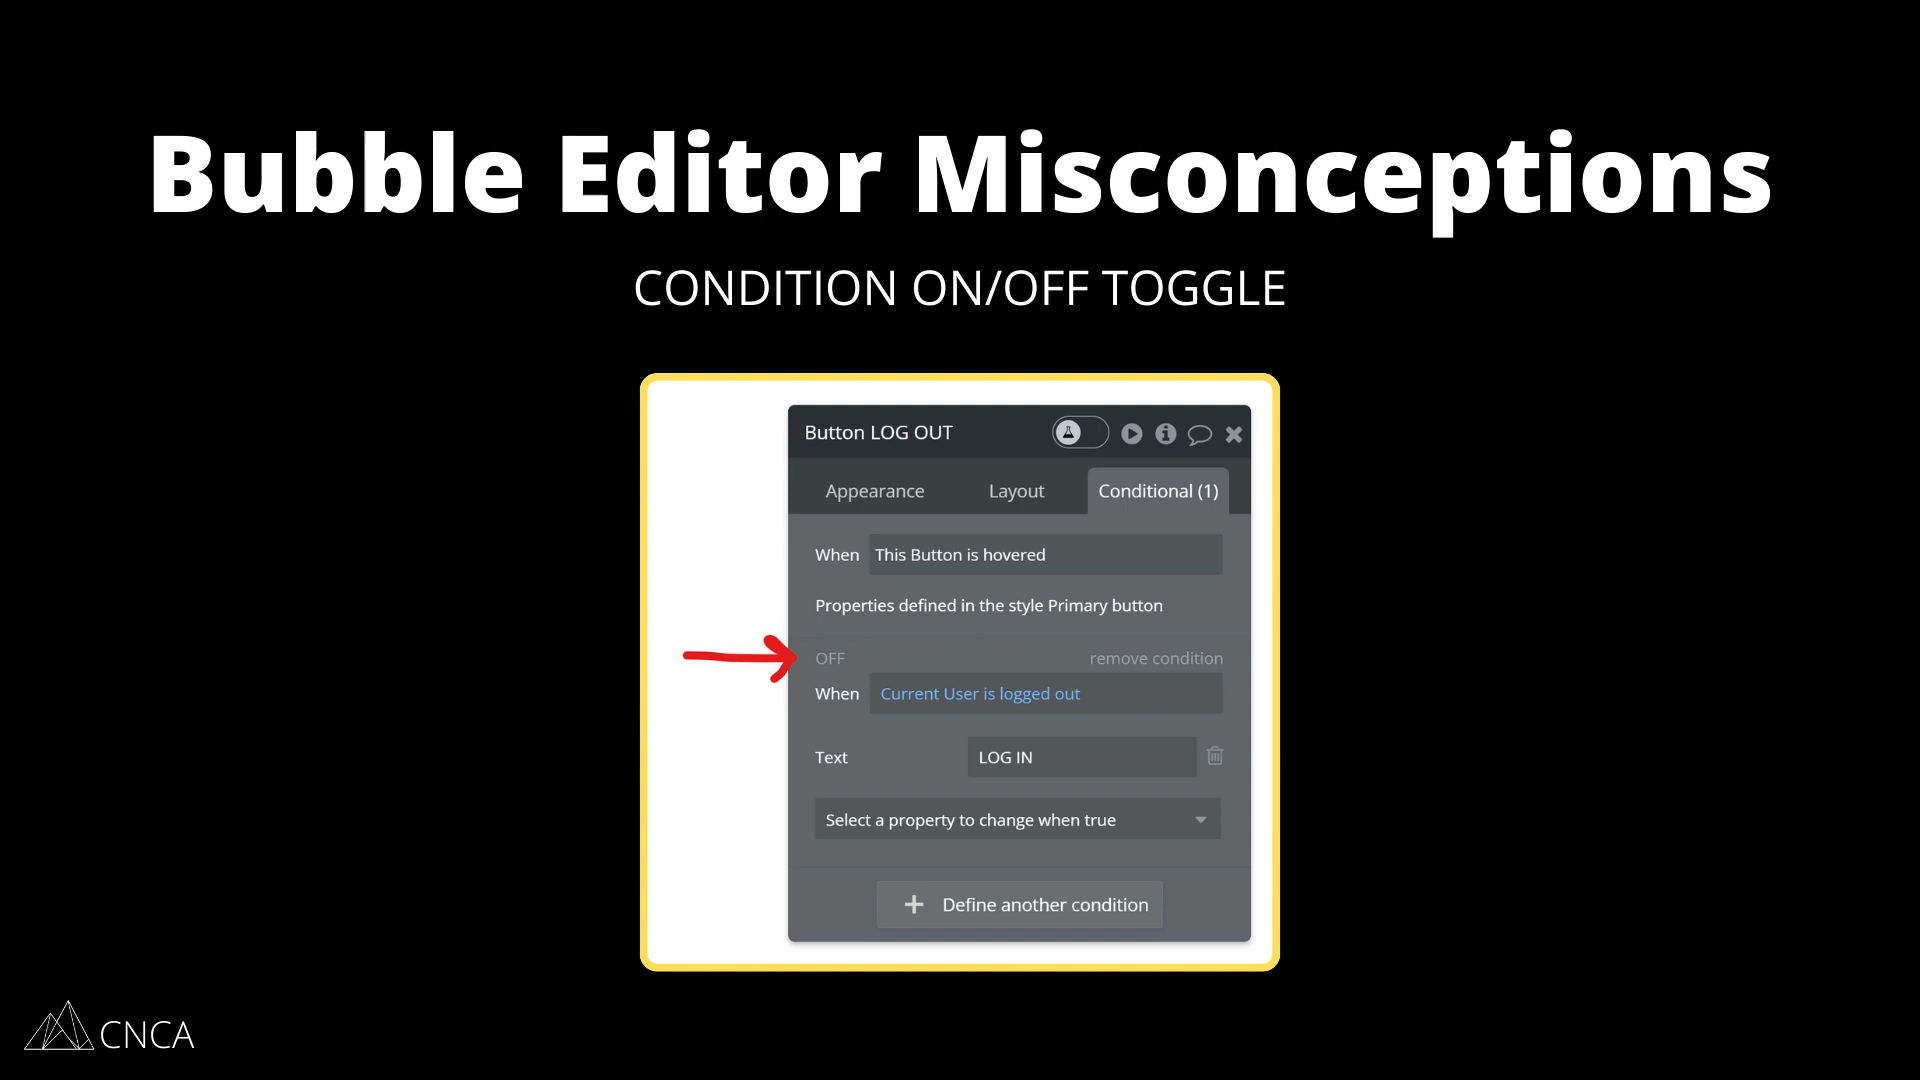 Bubble Editor Misconceptions
CONDITION ON/OFF TOGGLE
Button LOG OUT
Appearance Layout Conditional (1)
When This Button is hovered
Properties defined in the style Primary button
OFF remove condition
When Current User is logged out
Text LOG IN
Select a property to change when true
Define another condition
CNCA